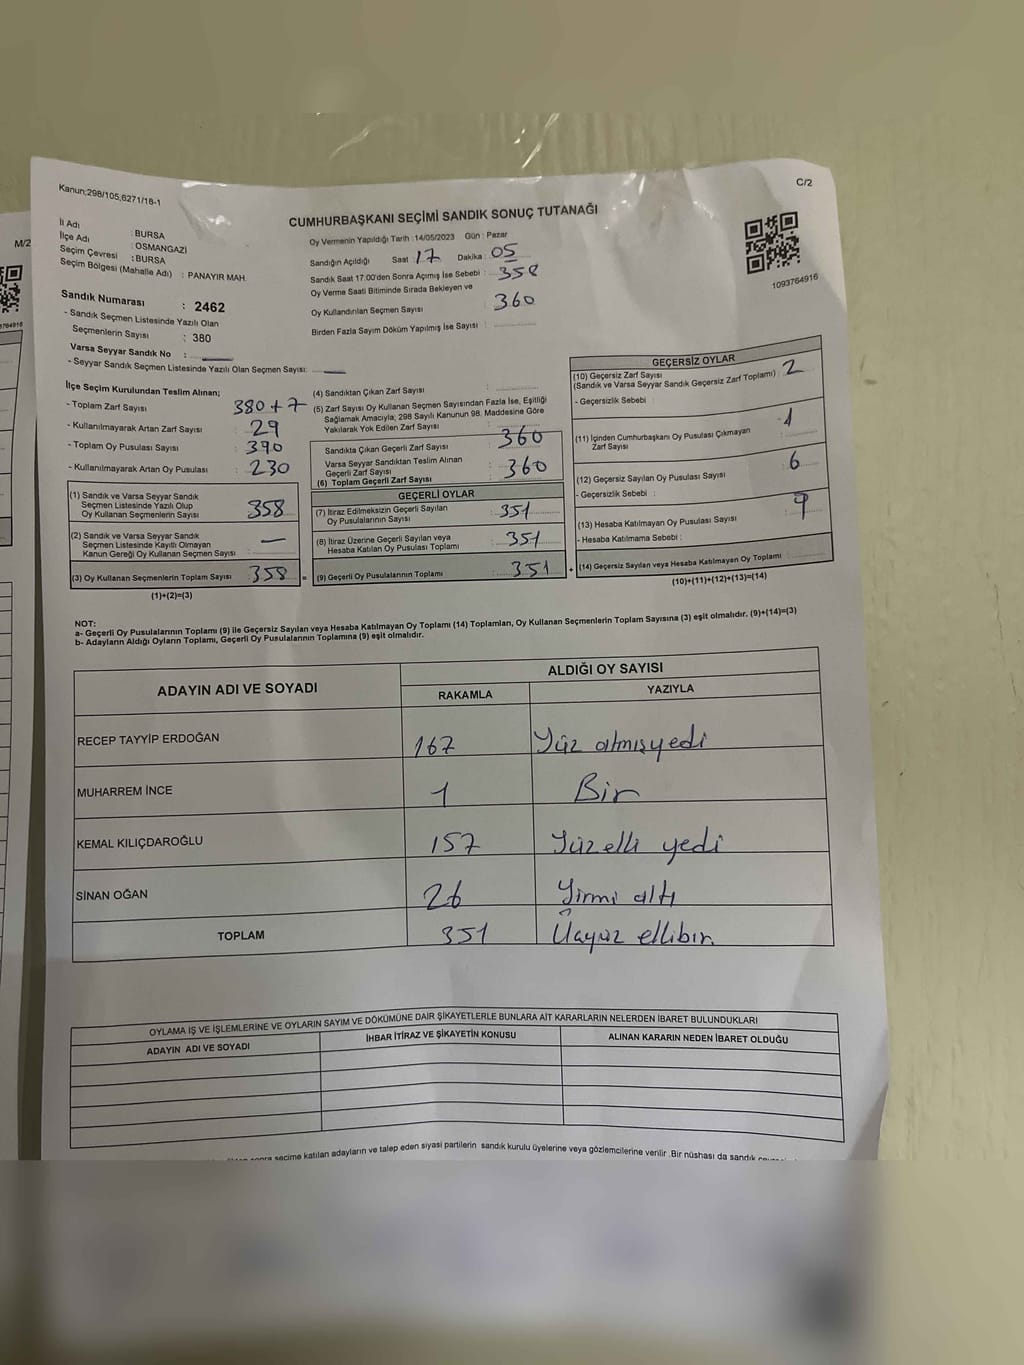 Kanun;298/105,6271/18-1
C/2
CUMHURBAŞKANI SEÇİMİ SANDIK SONUÇ TUTANAĞI
M/2
İl Adı : BURSA
İlçe Adı : OSMANGAZİ
Seçim Çevresi : BURSA
Seçim Bölgesi (Mahalle Adı) : PANAYIR MAH.
Sandık Numarası : 2462
- Sandık Seçmen Listesinde Yazılı Olan
Seçmenlerin Sayısı : 380
Varsa Seyyar Sandık No :
- Seyyar Sandık Seçmen Listesinde Yazılı Olan Seçmen Sayısı:
Oy Vermenin Yapıldığı Tarih : 14/05/2023 Gün : Pazar
Sandığın Açıldığı Saat 17 Dakika : 05
Sandık Saat 17:00'den Sonra Açımış İse Sebebi : 358
Oy Verme Saati Bitiminde Sırada Bekleyen ve
Oy Kullandırılan Seçmen Sayısı : 360
Birden Fazla Sayım Döküm Yapılmış İse Sayısı :
1093764916
İlçe Seçim Kurulundan Teslim Alınan;
- Toplam Zarf Sayısı 380+7
- Kullanılmayarak Artan Zarf Sayısı : 29
- Toplam Oy Pusulası Sayısı : 390
- Kullanılmayarak Artan Oy Pusulası : 230
(1) Sandık ve Varsa Seyyar Sandık
Seçmen Listesinde Yazılı Olup
Oy Kullanan Seçmenlerin Sayısı : 358
(2) Sandık ve Varsa Seyyar Sandık
Seçmen Listesinde Kayıtlı Olmayan
Kanun Gereği Oy Kullanan Seçmen Sayısı : —
(3) Oy Kullanan Seçmenlerin Toplam Sayısı : 358 =
(1)+(2)=(3)
(4) Sandıktan Çıkan Zarf Sayısı :
(5) Zarf Sayısı Oy Kullanan Seçmen Sayısından Fazla İse, Eşitliği
Sağlamak Amacıyla; 298 Sayılı Kanunun 98. Maddesine Göre
Yakılarak Yok Edilen Zarf Sayısı :
Sandıkta Çıkan Geçerli Zarf Sayısı : 360
Varsa Seyyar Sandıktan Teslim Alınan
Geçerli Zarf Sayısı : 360
(6) Toplam Geçerli Zarf Sayısı :
GEÇERLİ OYLAR
(7) İtiraz Edilmeksizin Geçerli Sayılan
Oy Pusulalarının Sayısı : 351
(8) İtiraz Üzerine Geçerli Sayılan veya
Hesaba Katılan Oy Pusulası Toplamı : 351
(9) Geçerli Oy Pusulalarının Toplamı : 351 +
GEÇERSİZ OYLAR
(10) Geçersiz Zarf Sayısı
(Sandık ve Varsa Seyyar Sandık Geçersiz Zarf Toplamı) : 2
- Geçersizlik Sebebi :
(11) İçinden Cumhurbaşkanı Oy Pusulası Çıkmayan
Zarf Sayısı : 1
(12) Geçersiz Sayılan Oy Pusulası Sayısı : 6
- Geçersizlik Sebebi :
(13) Hesaba Katılmayan Oy Pusulası Sayısı : 9
- Hesaba Katılmama Sebebi :
(14) Geçersiz Sayılan veya Hesaba Katılmayan Oy Toplamı :
(10)+(11)+(12)+(13)=(14)
NOT:
a- Geçerli Oy Pusulalarının Toplamı (9) ile Geçersiz Sayılan veya Hesaba Katılmayan Oy Toplamı (14) Toplamları, Oy Kullanan Seçmenlerin Toplam Sayısına (3) eşit olmalıdır. (9)+(14)=(3)
b- Adayların Aldığı Oyların Toplamı, Geçerli Oy Pusulalarının Toplamına (9) eşit olmalıdır.
ADAYIN ADI VE SOYADI ALDIĞI OY SAYISI
RAKAMLA YAZIYLA
RECEP TAYYİP ERDOĞAN 167 Yüz atmışyedi
MUHARREM İNCE 1 Bir
KEMAL KILIÇDAROĞLU 157 Yüzelli yedi
SİNAN OĞAN 26 Yirmi altı
TOPLAM 351 Üçyüz ellibir.
OYLAMA İŞ VE İŞLEMLERİNE VE OYLARIN SAYIM VE DÖKÜMÜNE DAİR ŞİKAYETLERLE BUNLARA AİT KARARLARIN NELERDEN İBARET BULUNDUKLARI
ADAYIN ADI VE SOYADI İHBAR İTİRAZ VE ŞİKAYETİN KONUSU ALINAN KARARIN NEDEN İBARET OLDUĞU
sonra seçime katılan adayların ve talep eden siyasi partilerin sandık kurulu üyelerine veya gözlemcilerine verilir .Bir nüshası da sandık